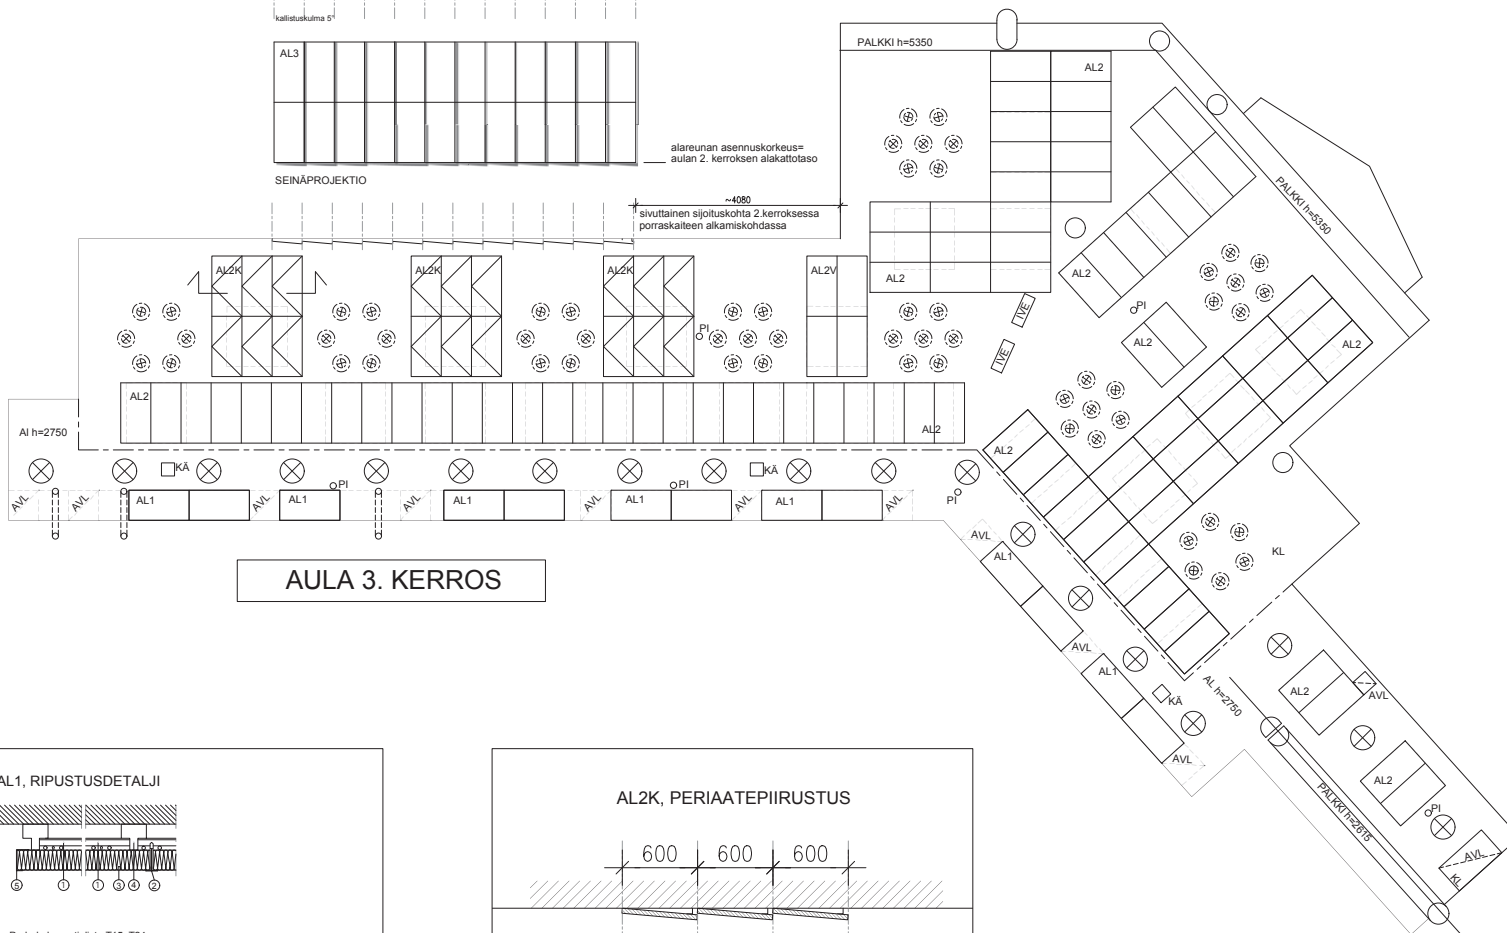 kallistuskulma 5°
PALKKI h=5350
AL3
AL2
alareunan asennuskorkeus=
aulan 2. kerroksen alakattotaso
SEINÄPROJEKTIO
PALKKI h=5350
~4080
sivuttainen sijoituskohta 2.kerroksessa
porraskaiteen alkamiskohdassa
AL2K
AL2K
AL2K
AL2V
AL2
AL2
IVE
IVE
PI
PI
AL2
AL2
AL2
AL2
AL2
AI h=2750
KÄ
KÄ
PI
PI
PI
AVL
AVL
AL1
AVL
AL1
AVL
AL1
AVL
AL1
AVL
AL1
AVL
KL
AVL
AL1
AULA 3. KERROS
AVL
AL1
KÄ
AVL
AL h=2750
AL2
AVL
AL2
PI
PALKKI h=2615
AVL
KL
AL1, RIPUSTUSDETALJI
5
1
1
3
4
2
AL2K, PERIAATEPIIRUSTUS
600
600
600